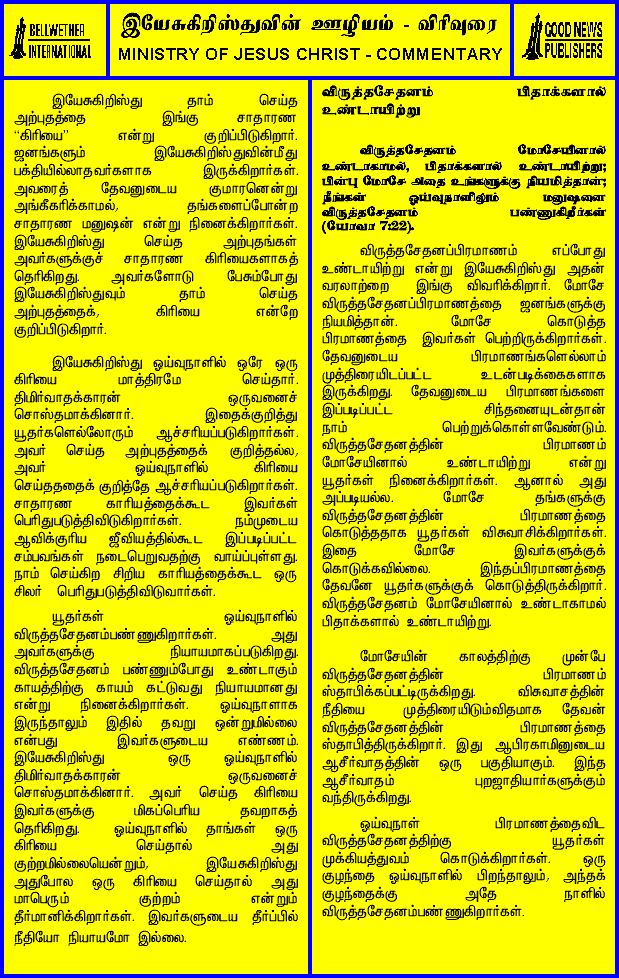 BELLWETHER
INTERNATIONAL
இயேசுகிறிஸ்துவின் ஊழியம் - விரிவுரை
MINISTRY OF JESUS CHRIST - COMMENTARY
GOOD NEWS
PUBLISHERS
இயேசுகிறிஸ்து தாம் செய்த
அற்புதத்தை இங்கு சாதாரண
“கிரியை” என்று குறிப்பிடுகிறார்.
ஜனங்களும் இயேசுகிறிஸ்துவின்மீது
பக்தியில்லாதவர்களாக இருக்கிறார்கள்.
அவரைத் தேவனுடைய குமாரனென்று
அங்கீகரிக்காமல், தங்களைப்போன்ற
சாதாரண மனுஷன் என்று நினைக்கிறார்கள்.
இயேசுகிறிஸ்து செய்த அற்புதங்கள்
அவர்களுக்குச் சாதாரண கிரியைகளாகத்
தெரிகிறது. அவர்களோடு பேசும்போது
இயேசுகிறிஸ்துவும் தாம் செய்த
அற்புதத்தைக், கிரியை என்றே
குறிப்பிடுகிறார்.
இயேசுகிறிஸ்து ஓய்வுநாளில் ஒரே ஒரு
கிரியை மாத்திரமே செய்தார்.
திமிர்வாதக்காரன் ஒருவனைச்
சொஸ்தமாக்கினார். இதைக்குறித்து
யூதர்களெல்லோரும் ஆச்சரியப்படுகிறார்கள்.
அவர் செய்த அற்புதத்தைக் குறித்தல்ல,
அவர் ஓய்வுநாளில் கிரியை
செய்ததைக் குறித்தே ஆச்சரியப்படுகிறார்கள்.
சாதாரண காரியத்தைக்கூட இவர்கள்
பெரிதுபடுத்திவிடுகிறார்கள். நம்முடைய
ஆவிக்குரிய ஜீவியத்தில்கூட இப்படிப்பட்ட
சம்பவங்கள் நடைபெறுவதற்கு வாய்ப்புள்ளது.
நாம் செய்கிற சிறிய காரியத்தைக்கூட ஒரு
சிலர் பெரிதுபடுத்திவிடுவார்கள்.
யூதர்கள் ஓய்வுநாளில்
விருத்தசேதனம்பண்ணுகிறார்கள். அது
அவர்களுக்கு நியாயமாகப்படுகிறது.
விருத்தசேதனம் பண்ணும்போது உண்டாகும்
காயத்திற்கு காயம் கட்டுவது நியாயமானது
என்று நினைக்கிறார்கள். ஓய்வுநாளாக
இருந்தாலும் இதில் தவறு ஒன்றுமில்லை
என்பது இவர்களுடைய எண்ணம்.
இயேசுகிறிஸ்து ஒரு ஓய்வுநாளில்
திமிர்வாதக்காரன் ஒருவனைச்
சொஸ்தமாக்கினார். அவர் செய்த கிரியை
இவர்களுக்கு மிகப்பெரிய தவறாகத்
தெரிகிறது. ஓய்வுநாளில் தாங்கள் ஒரு
கிரியை செய்தால் அது
குற்றமில்லையென்றும், இயேசுகிறிஸ்து
அதுபோல ஒரு கிரியை செய்தால் அது
மாபெரும் குற்றம் என்றும்
தீர்மானிக்கிறார்கள். இவர்களுடைய தீர்ப்பில்
நீதியோ நியாயமோ இல்லை.
விருத்தசேதனம் பிதாக்களால்
உண்டாயிற்று
விருத்தசேதனம் மோசேயினால்
உண்டாகாமல், பிதாக்களால் உண்டாயிற்று;
பின்பு மோசே அதை உங்களுக்கு நியமித்தான்;
நீங்கள் ஓய்வுநாளிலும் மனுஷனை
விருத்தசேதனம் பண்ணுகிறீர்கள்
(யோவா 7:22).
விருத்தசேதனப்பிரமாணம் எப்போது
உண்டாயிற்று என்று இயேசுகிறிஸ்து அதன்
வரலாற்றை இங்கு விவரிக்கிறார். மோசே
விருத்தசேதனப்பிரமாணத்தை ஜனங்களுக்கு
நியமித்தான். மோசே கொடுத்த
பிரமாணத்தை இவர்கள் பெற்றிருக்கிறார்கள்.
தேவனுடைய பிரமாணங்களெல்லாம்
முத்திரையிடப்பட்ட உடன்படிக்கைகளாக
இருக்கிறது. தேவனுடைய பிரமாணங்களை
இப்படிப்பட்ட சிந்தனையுடன்தான்
நாம் பெற்றுக்கொள்ளவேண்டும்.
விருத்தசேதனத்தின் பிரமாணம்
மோசேயினால் உண்டாயிற்று என்று
யூதர்கள் நினைக்கிறார்கள். ஆனால் அது
அப்படியல்ல. மோசே தங்களுக்கு
விருத்தசேதனத்தின் பிரமாணத்தை
கொடுத்ததாக யூதர்கள் விசுவாசிக்கிறார்கள்.
இதை மோசே இவர்களுக்குக்
கொடுக்கவில்லை. இந்தப்பிரமாணத்தை
தேவனே யூதர்களுக்குக் கொடுத்திருக்கிறார்.
விருத்தசேதனம் மோசேயினால் உண்டாகாமல்
பிதாக்களால் உண்டாயிற்று.
மோசேயின் காலத்திற்கு முன்பே
விருத்தசேதனத்தின் பிரமாணம்
ஸ்தாபிக்கப்பட்டிருக்கிறது. விசுவாசத்தின்
நீதியை முத்திரையிடும்விதமாக தேவன்
விருத்தசேதனத்தின் பிரமாணத்தை
ஸ்தாபித்திருக்கிறார். இது ஆபிரகாமினுடைய
ஆசீர்வாதத்தின் ஒரு பகுதியாகும். இந்த
ஆசீர்வாதம் புறஜாதியார்களுக்கும்
வந்திருக்கிறது.
ஓய்வுநாள் பிரமாணத்தைவிட
விருத்தசேதனத்திற்கு யூதர்கள்
முக்கியத்துவம் கொடுக்கிறார்கள். ஒரு
குழந்தை ஓய்வுநாளில் பிறந்தாலும், அந்தக்
குழந்தைக்கு அதே நாளில்
விருத்தசேதனம்பண்ணுகிறார்கள்.